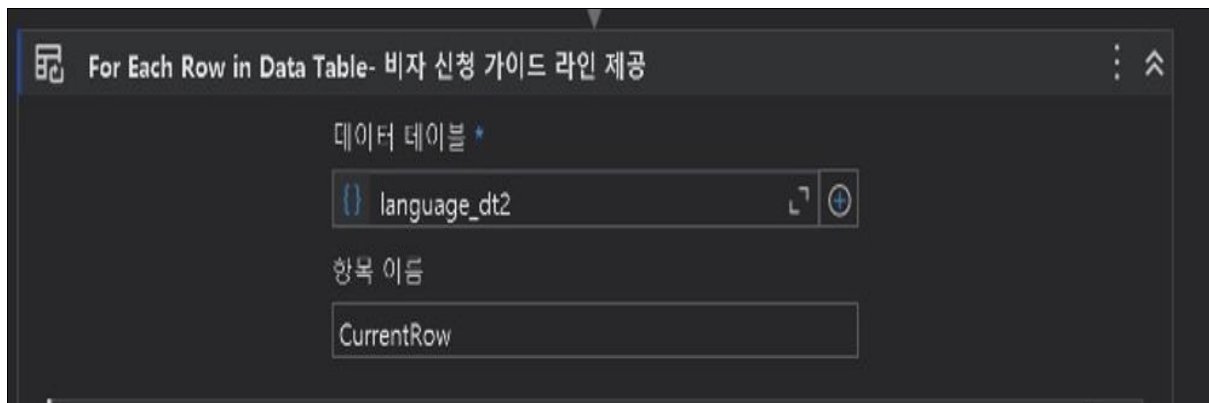 For Each Row in Data Table- 비자 신청 가이드 라인 제공
데이터 테이블 *
{} language_dt2
항목 이름
CurrentRow